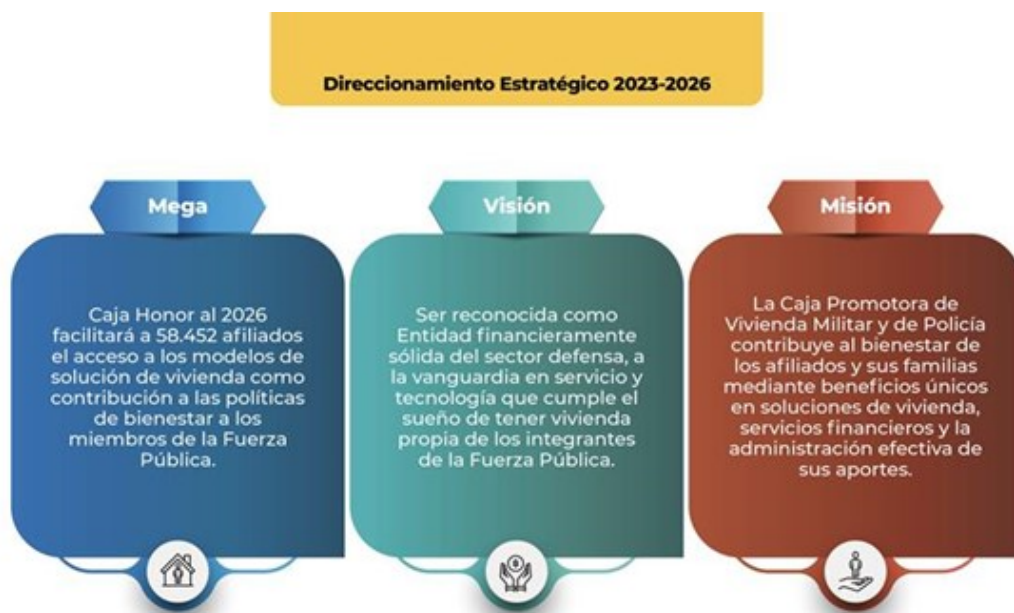 Direccionamiento Estratégico 2023-2026
Mega
Caja Honor al 2026
facilitará a 58.452 afiliados
el acceso a los modelos de
solución de vivienda como
contribución a las políticas
de bienestar a los
miembros de la Fuerza
Pública.
Visión
Ser reconocida como
Entidad financieramente
sólida del sector defensa, a
la vanguardia en servicio y
tecnología que cumple el
sueño de tener vivienda
propia de los integrantes
de la Fuerza Pública.
Misión
La Caja Promotora de
Vivienda Militar y de Policía
contribuye al bienestar de
los afiliados y sus familias
mediante beneficios únicos
en soluciones de vivienda,
servicios financieros y la
administración efectiva de
sus aportes.